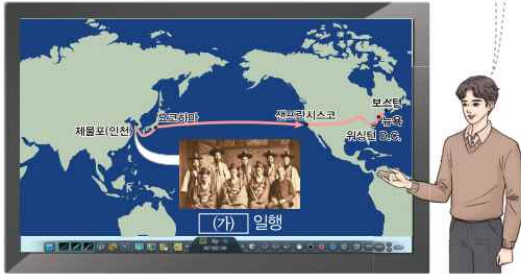 보스턴
요코하마
샌프란시스코
뉴욕
제물포(인천
워싱턴 D.C.
(가) 일행